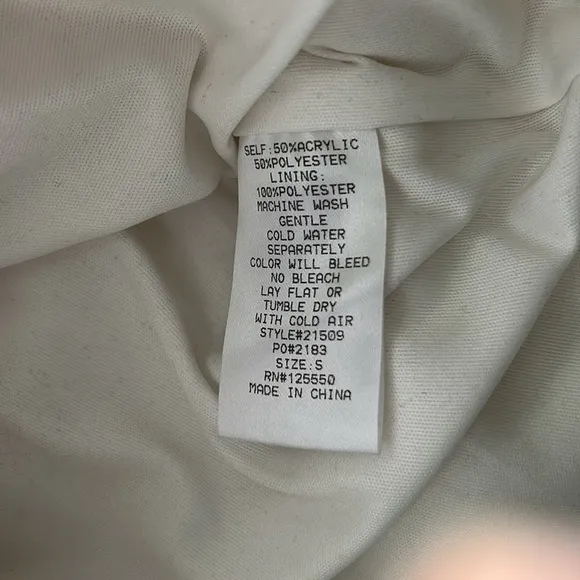 SELF:50%ACRYLIC
50%POLYESTER
LINING:
100%POLYESTER
MACHINE WASH
GENTLE
COLD WATER
SEPARATELY
COLOR WILL BLEED
NO BLEACH
LAY FLAT OR
TUMBLE DRY
WITH COLD AIR
STYLE#21509
PO#2183
SIZE:S
RN#125550
MADE IN CHINA